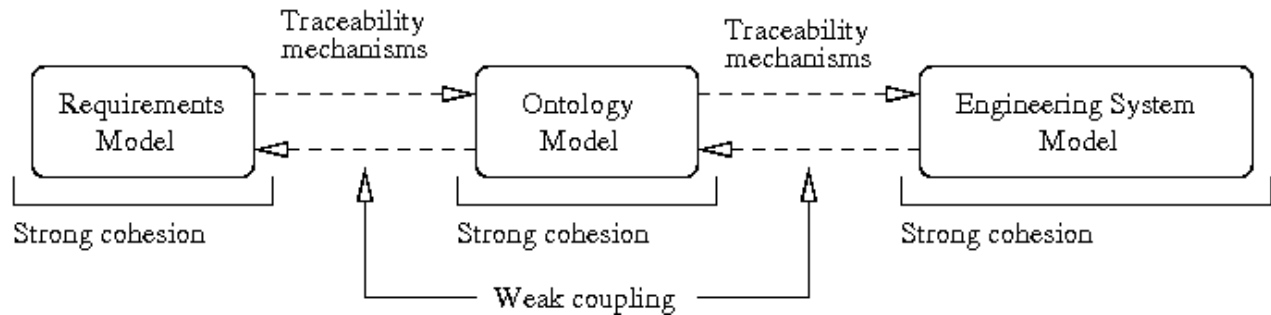 Traceability
mechanisms
Traceability
mechanisms
Requirements
Model
Ontology
Model
Engineering System
Model
Strong cohesion
Strong cohesion
Strong cohesion
Weak coupling